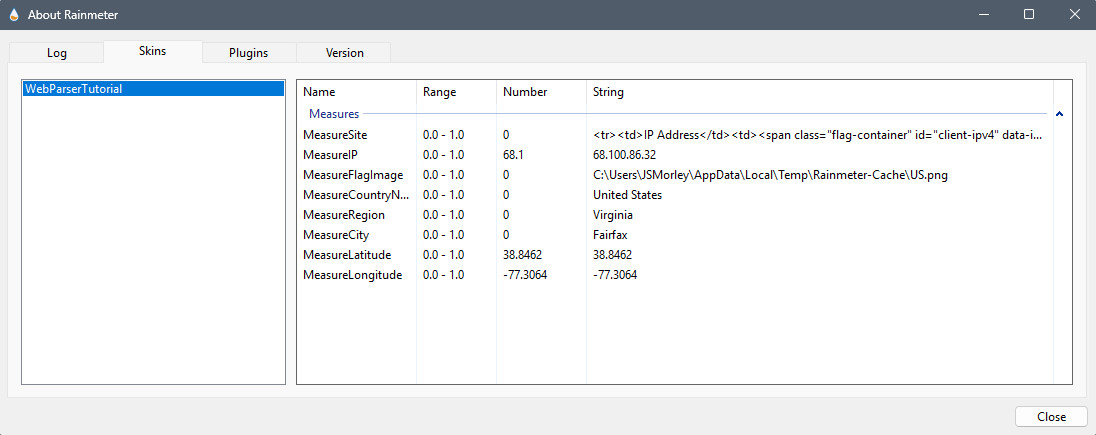 About Rainmeter
Log Skins Plugins Version
WebParserTutorial
Name Range Number String
Measures
MeasureSite 0.0 - 1.0 0 <tr><td>IP Address</td><td><span class="flag-container" id="client-ipv4" data-i...
MeasureIP 0.0 - 1.0 68.1 68.100.86.32
MeasureFlagImage 0.0 - 1.0 0 C:\Users\JSMorley\AppData\Local\Temp\Rainmeter-Cache\US.png
MeasureCountryN... 0.0 - 1.0 0 United States
MeasureRegion 0.0 - 1.0 0 Virginia
MeasureCity 0.0 - 1.0 0 Fairfax
MeasureLatitude 0.0 - 1.0 38.8462 38.8462
MeasureLongitude 0.0 - 1.0 -77.3064 -77.3064
Close